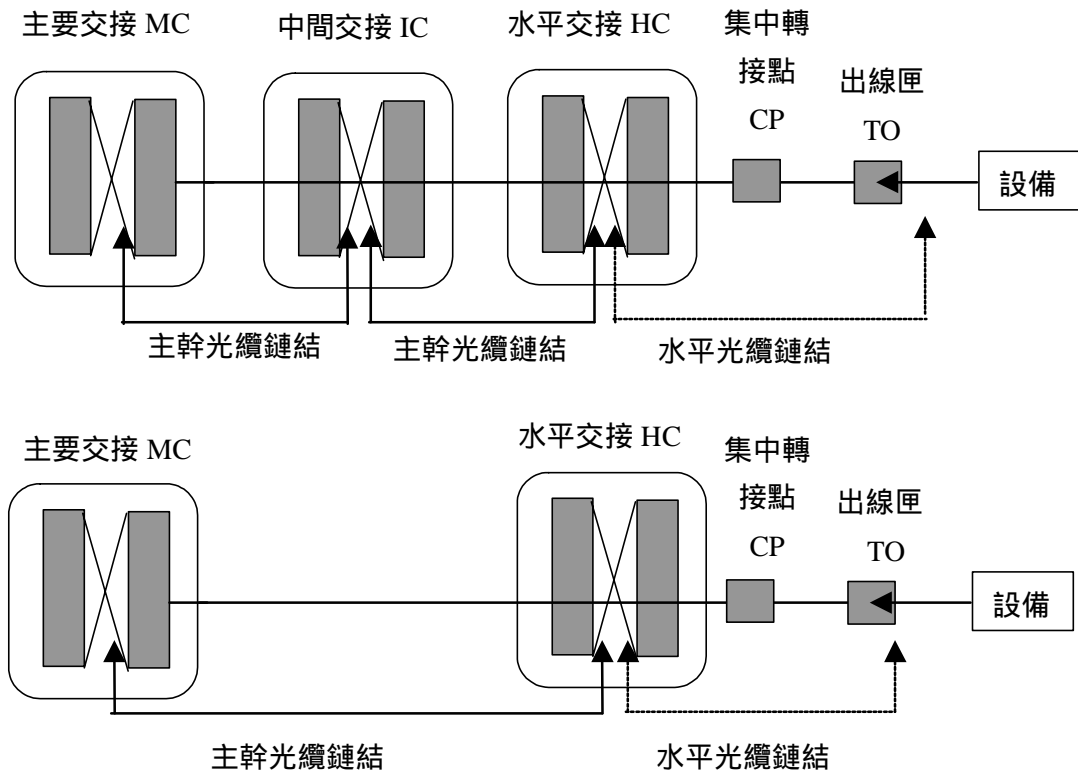 主要交接 MC
中間交接 IC
水平交接 HC
集中轉
接點
CP
出線匣
TO
設備
主幹光纜鏈結
主幹光纜鏈結
水平光纜鏈結
主要交接 MC
水平交接 HC
集中轉
接點
CP
出線匣
TO
設備
主幹光纜鏈結
水平光纜鏈結